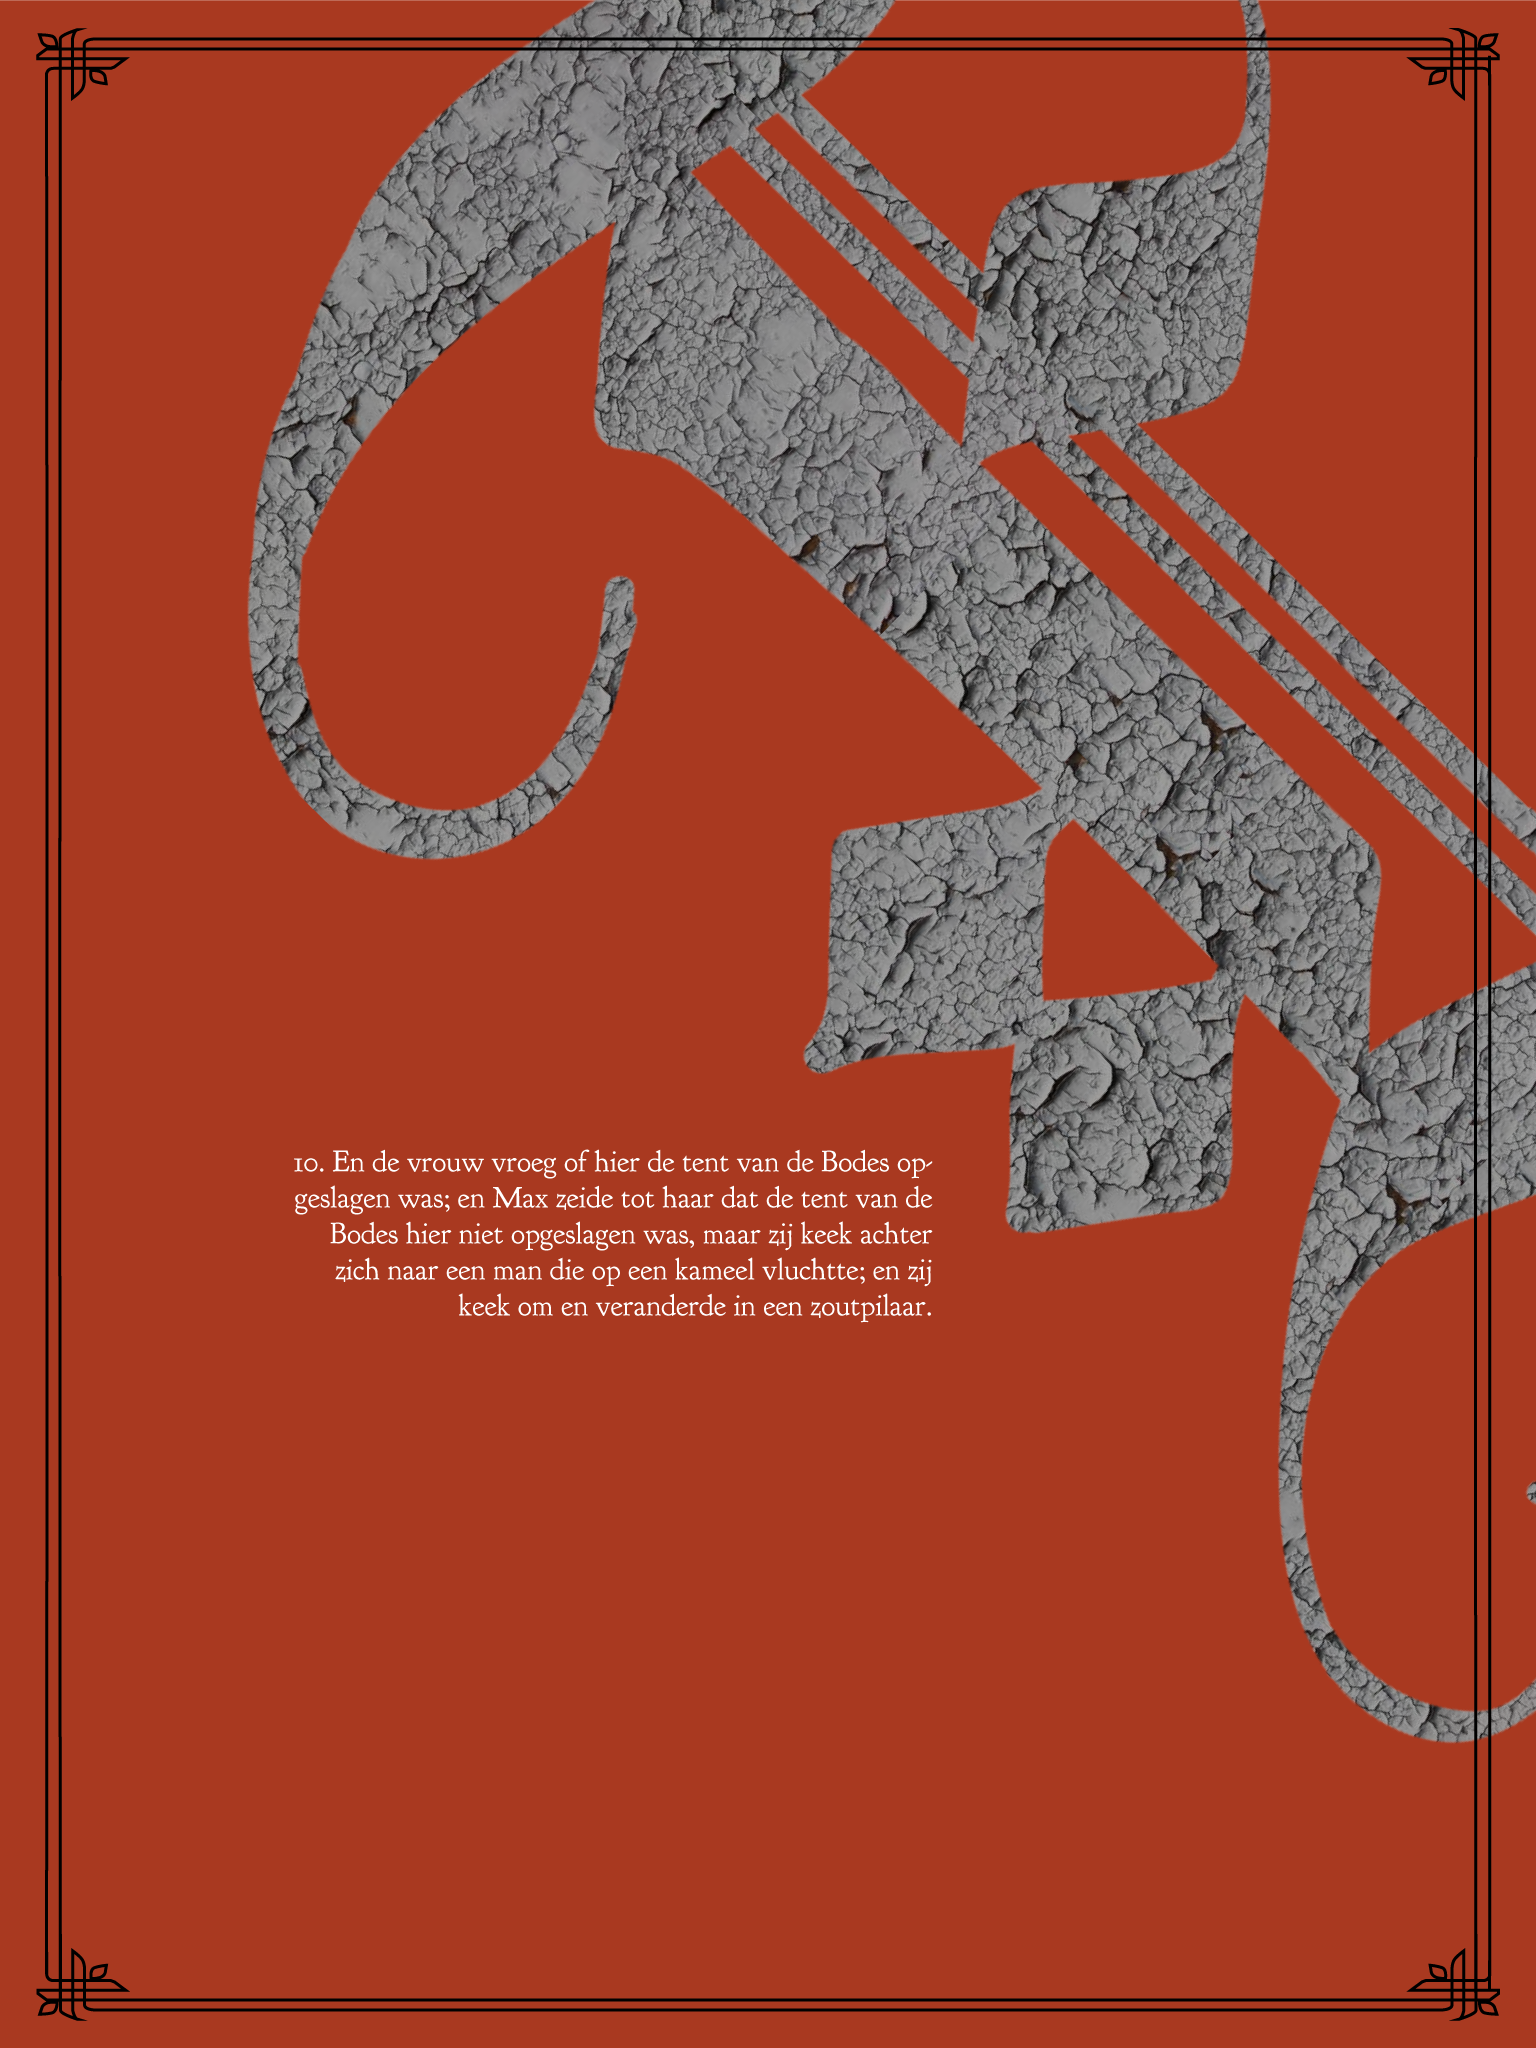 10. En de vrouw vroeg of hier de tent van de Bodes op-
geslagen was; en Max zeide tot haar dat de tent van de
Bodes hier niet opgeslagen was, maar zij keek achter
zich naar een man die op een kameel vluchtte; en zij
keek om en veranderde in een zoutpilaar.